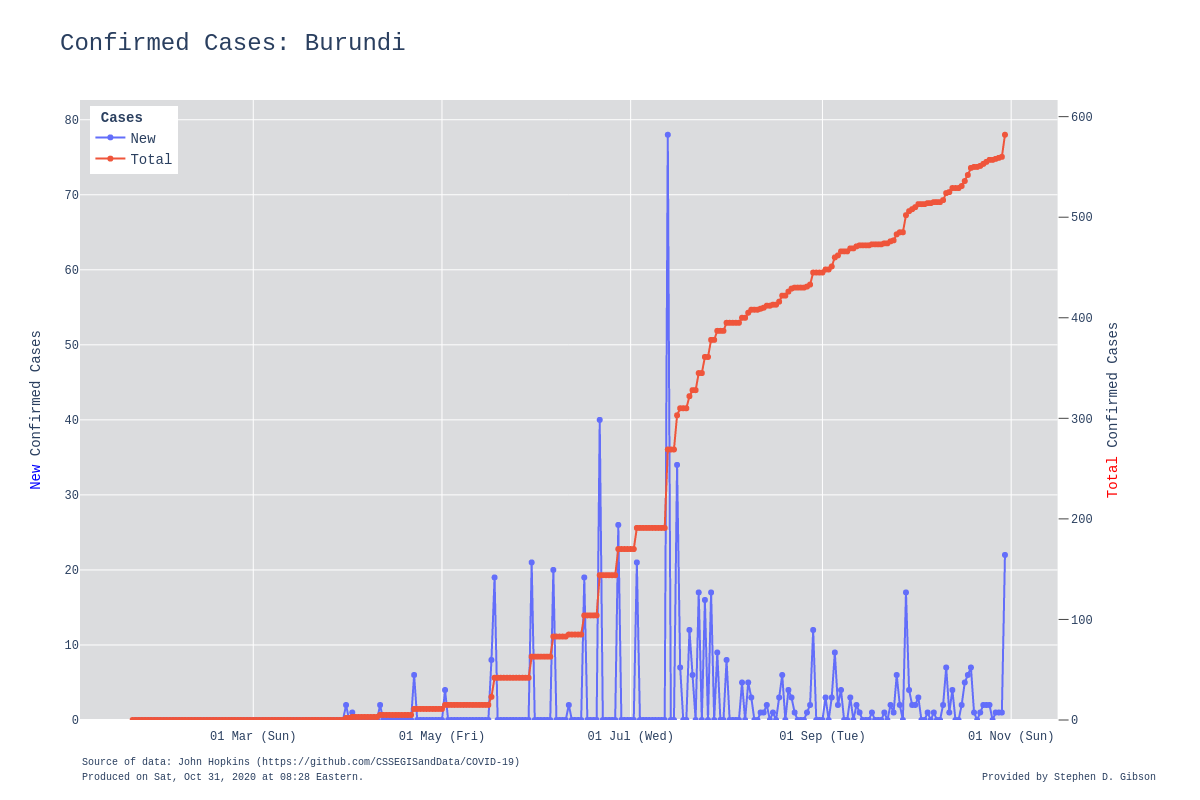 Confirmed Cases: Burundi
Cases
New
Total
80
70
60
50
40
30
20
10
0
600
500
400
300
200
100
0
New Confirmed Cases
Total Confirmed Cases
01 Mar (Sun)
01 May (Fri)
01 Jul (Wed)
01 Sep (Tue)
01 Nov (Sun)
Source of data: John Hopkins (https://github.com/CSSEGISandData/COVID-19)
Produced on Sat, Oct 31, 2020 at 08:28 Eastern.
Provided by Stephen D. Gibson